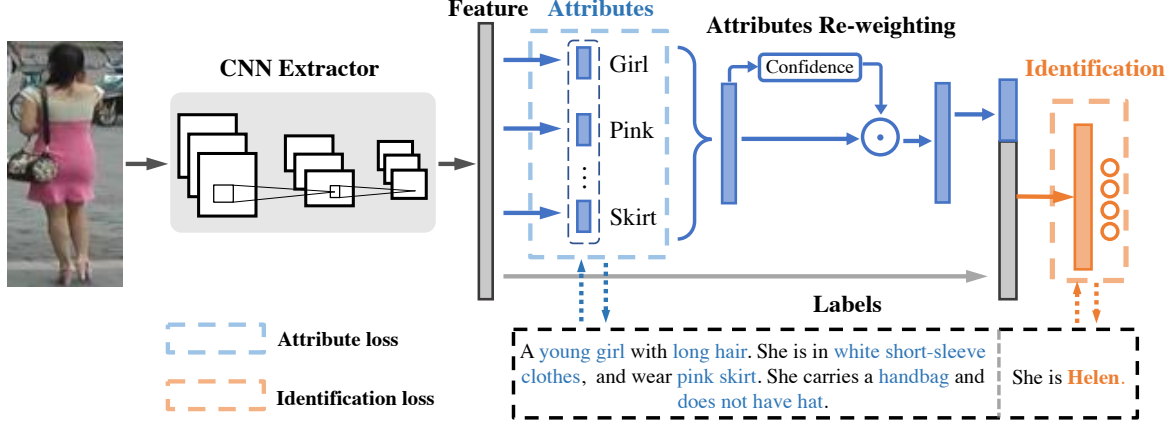 Feature
Attributes
Attributes Re-weighting
CNN Extractor
Girl
Confidence
Identification
Pink
Skirt
Labels
A young girl with long hair. She is in white short-sleeve
clothes, and wear pink skirt. She carries a handbag and
does not have hat.
She is Helen.
Attribute loss
Identification loss